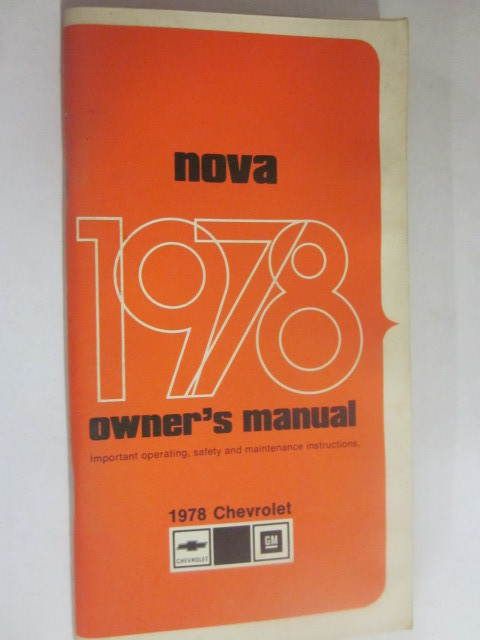 nova
1978
owner's manual
Important operating, safety and maintenance instructions.
1978 Chevrolet
CHEVROLET
GM